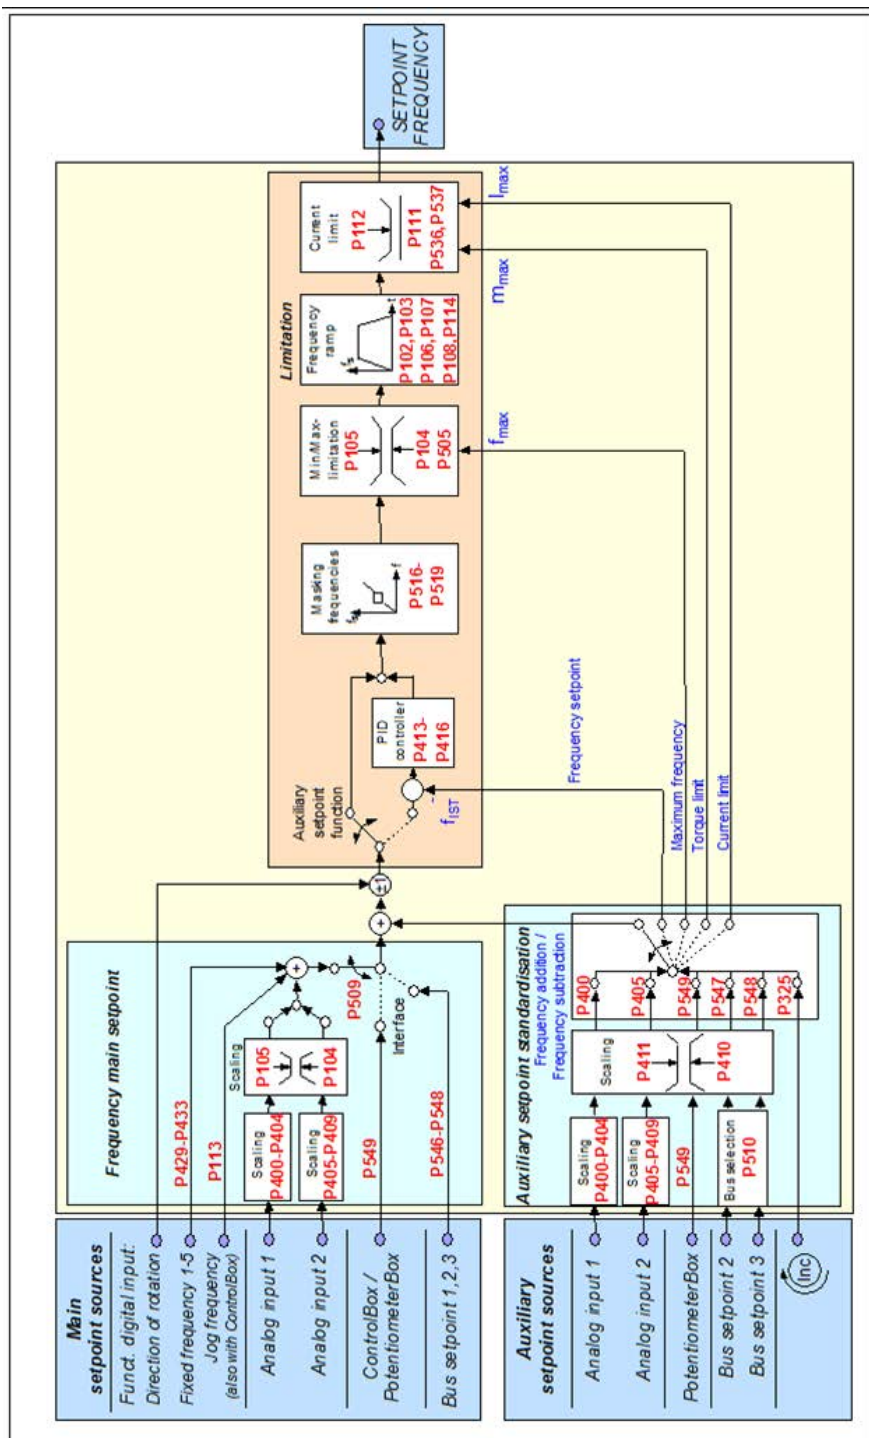 Main
setpoint sources
Funct. digital input:
Direction of rotation
Fixed frequency 1-5
Jog frequency
(also with ControlBox)
Analog input 1
Analog input 2
ControlBox /
PotentiometerBox
Bus setpoint 1,2,3
Frequency main setpoint
P429-P433
P113
Scaling
P400-P404
Scaling
P405-P409
Scaling
P105
P104
P509
Interface
P549
P546-P548
+
+
±1
Limitation
Auxiliary
setpoint
function
PID
controller
P413-
P416
-
fIST
Masking
fequencies
fs
f
P516-
P519
Min/Max-
limitation
P105
P104
P505
fmax
Frequency
ramp
fs
t
P102,P103
P106,P107
P108,P114
mmax
Current
limit
P112
P111
P536,P537
Imax
SETPOINT
FREQUENCY
Frequency setpoint
Maximum frequency
Torque limit
Current limit
Auxiliary
setpoint sources
Analog input 1
Analog input 2
PotentiometerBox
Bus setpoint 2
Bus setpoint 3
Inc
Auxiliary setpoint standardisation
Frequency addition /
Frequency subtraction
Scaling
P400-P404
Scaling
P405-P409
P549
Bus selection
P510
Scaling
P411
P410
P400
P405
P549
P547
P548
P325